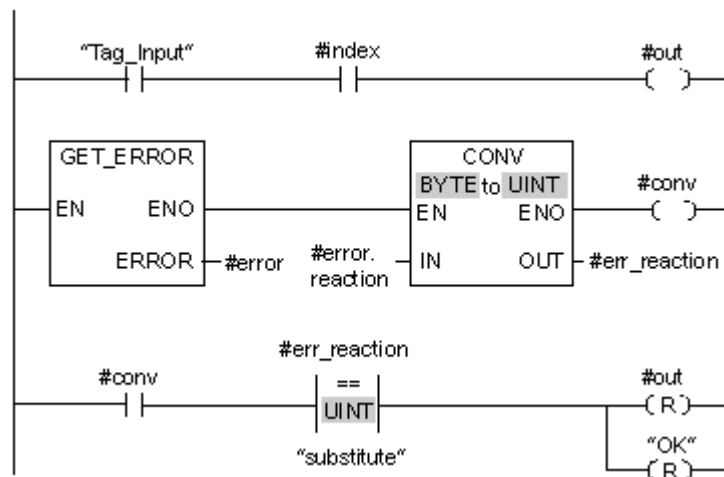 "Tag_Input" #index #out
GET_ERROR CONV
BYTE to UINT #conv
EN ENO EN ENO
ERROR #error #error. IN OUT #err_reaction
reaction
#err_reaction
#conv == #out
UINT (R)
"substitute" "OK"
(R)